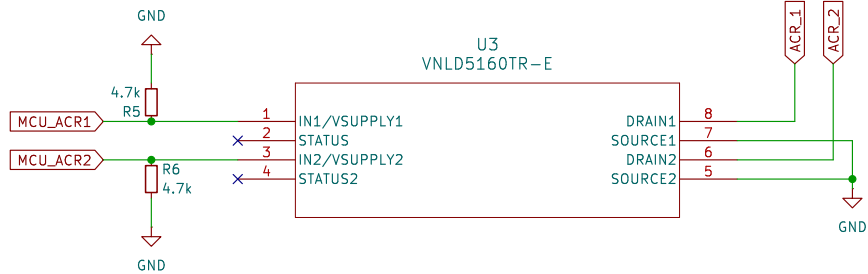 GND
U3
VNLD5160TR-E
ACR_1
ACR_2
4.7k
R5
MCU_ACR1
1
IN1/VSUPPLY1
DRAIN1
8
2
STATUS
SOURCE1
7
MCU_ACR2
3
IN2/VSUPPLY2
DRAIN2
6
R6
4.7k
4
STATUS2
SOURCE2
5
GND
GND